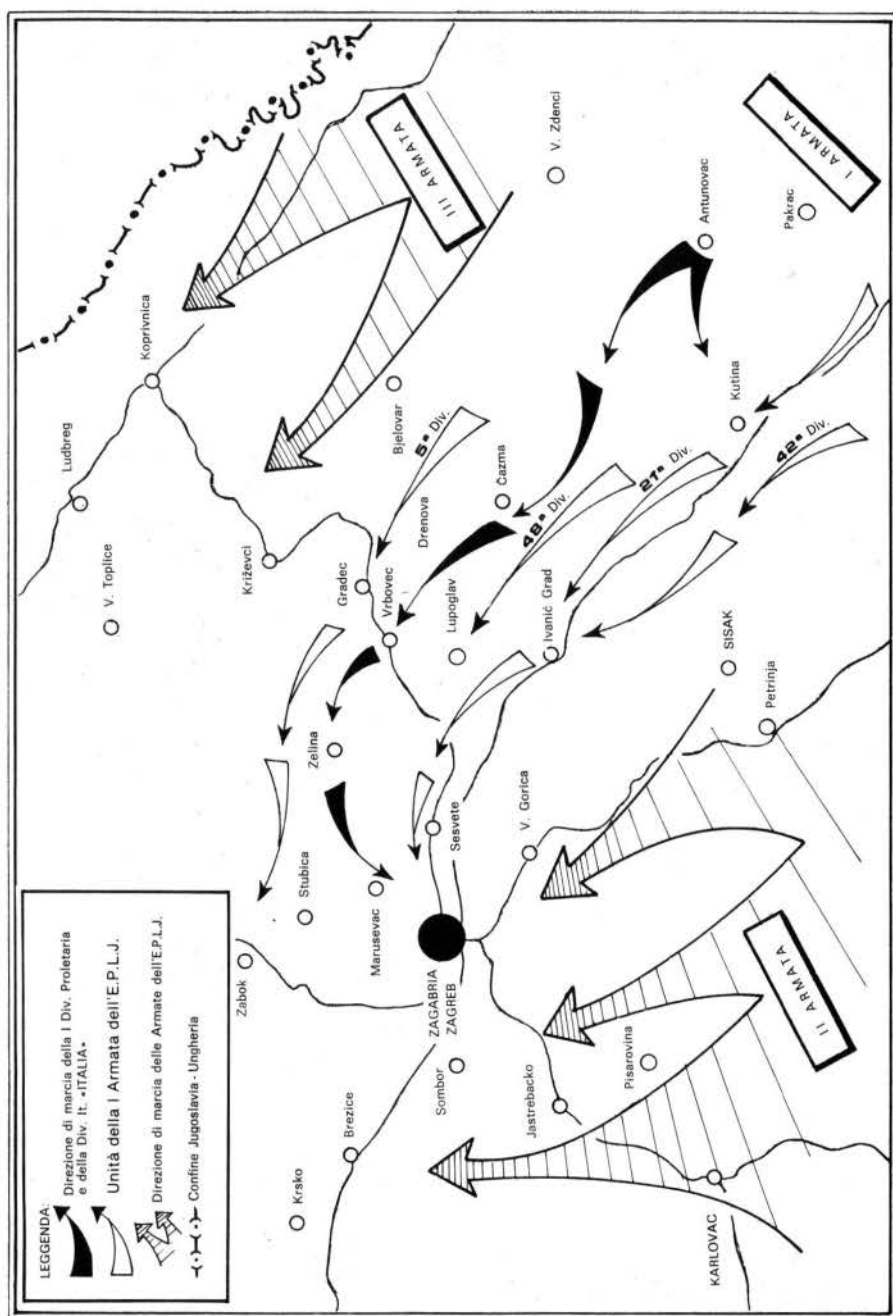 LEGGENDA:
Direzione di marcia della I Div. Proletaria
e della Div. It. «ITALIA»
Unità della I Armata dell'E.P.L.J.
Direzione di marcia delle Armate dell'E.P.L.J.
Confine Jugoslavia - Ungheria
Zabok
Stubica
Marusevac
Zelina
Krsko
Brezice
Sombor
ZAGABRIA
ZAGREB
Sesvete
V. Gorica
Jastrebacko
Pisarovina
KARLOVAC
II ARMATA
Petrinja
SISAK
V. Toplice
Ludbreg
Koprivnica
Križevci
Gradec
Vrbovec
Lupoglav
Ivanić Grad
Drenova
Čazma
Bjelovar
5ª Div.
48ª Div.
21ª Div.
42ª Div.
Kutina
III ARMATA
V. Zdenci
Antunovac
Pakrac
I ARMATA